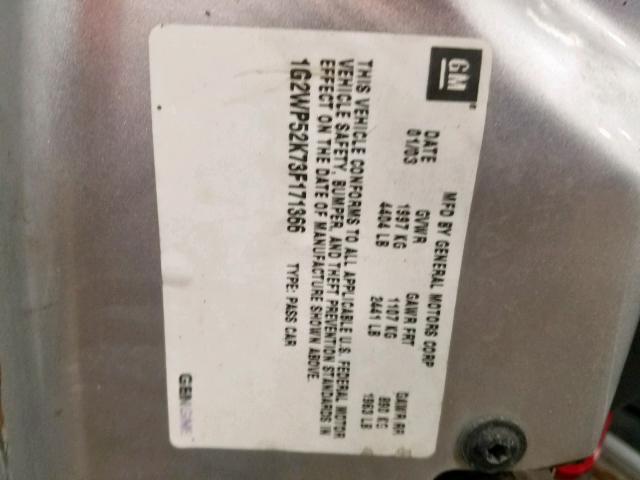 GM
MFD BY GENERAL MOTORS CORP
DATE GVWR GAWR FRT GAWR RR
01/03 1997 KG 1107 KG 890 KG
4404 LB 2441 LB 1963 LB
THIS VEHICLE CONFORMS TO ALL APPLICABLE U.S. FEDERAL MOTOR
VEHICLE SAFETY, BUMPER, AND THEFT PREVENTION STANDARDS IN
EFFECT ON THE DATE OF MANUFACTURE SHOWN ABOVE.
1G2WP52K73F171366 TYPE: PASS CAR